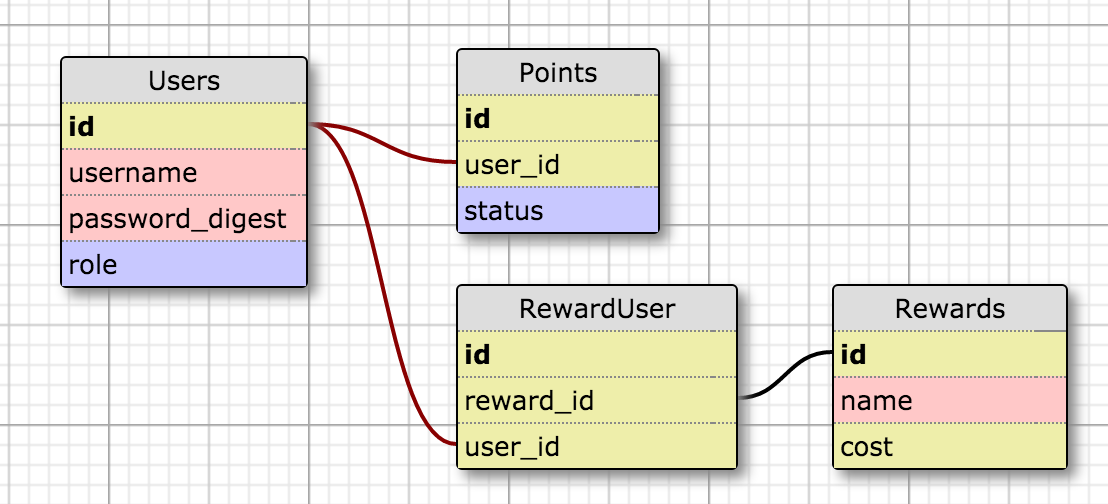 Users
id
username
password_digest
role
Points
id
user_id
status
RewardUser
id
reward_id
user_id
Rewards
id
name
cost